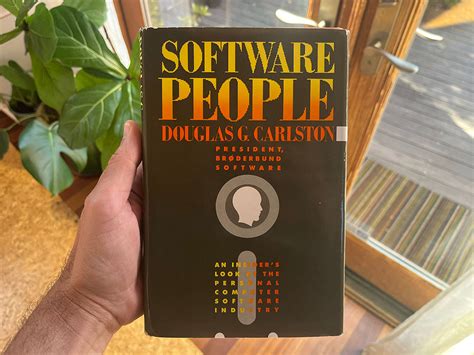 SOFTWARE
PEOPLE
DOUGLAS G. CARLSTON
PRESIDENT,
BRØDERBUND
SOFTWARE
AN INSIDER'S
LOOK AT THE
PERSONAL
COMPUTER
SOFTWARE
INDUSTRY